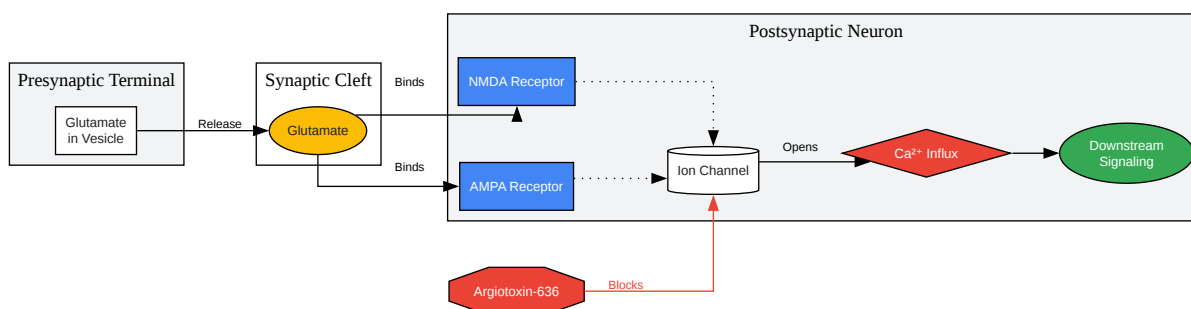 Postsynaptic Neuron
Presynaptic Terminal
Synaptic Cleft
Glutamate
in Vesicle
Release
Glutamate
Binds
Binds
NMDA Receptor
AMPA Receptor
Ion Channel
Opens
Ca²⁺ Influx
Downstream
Signaling
Argiotoxin-636
Blocks